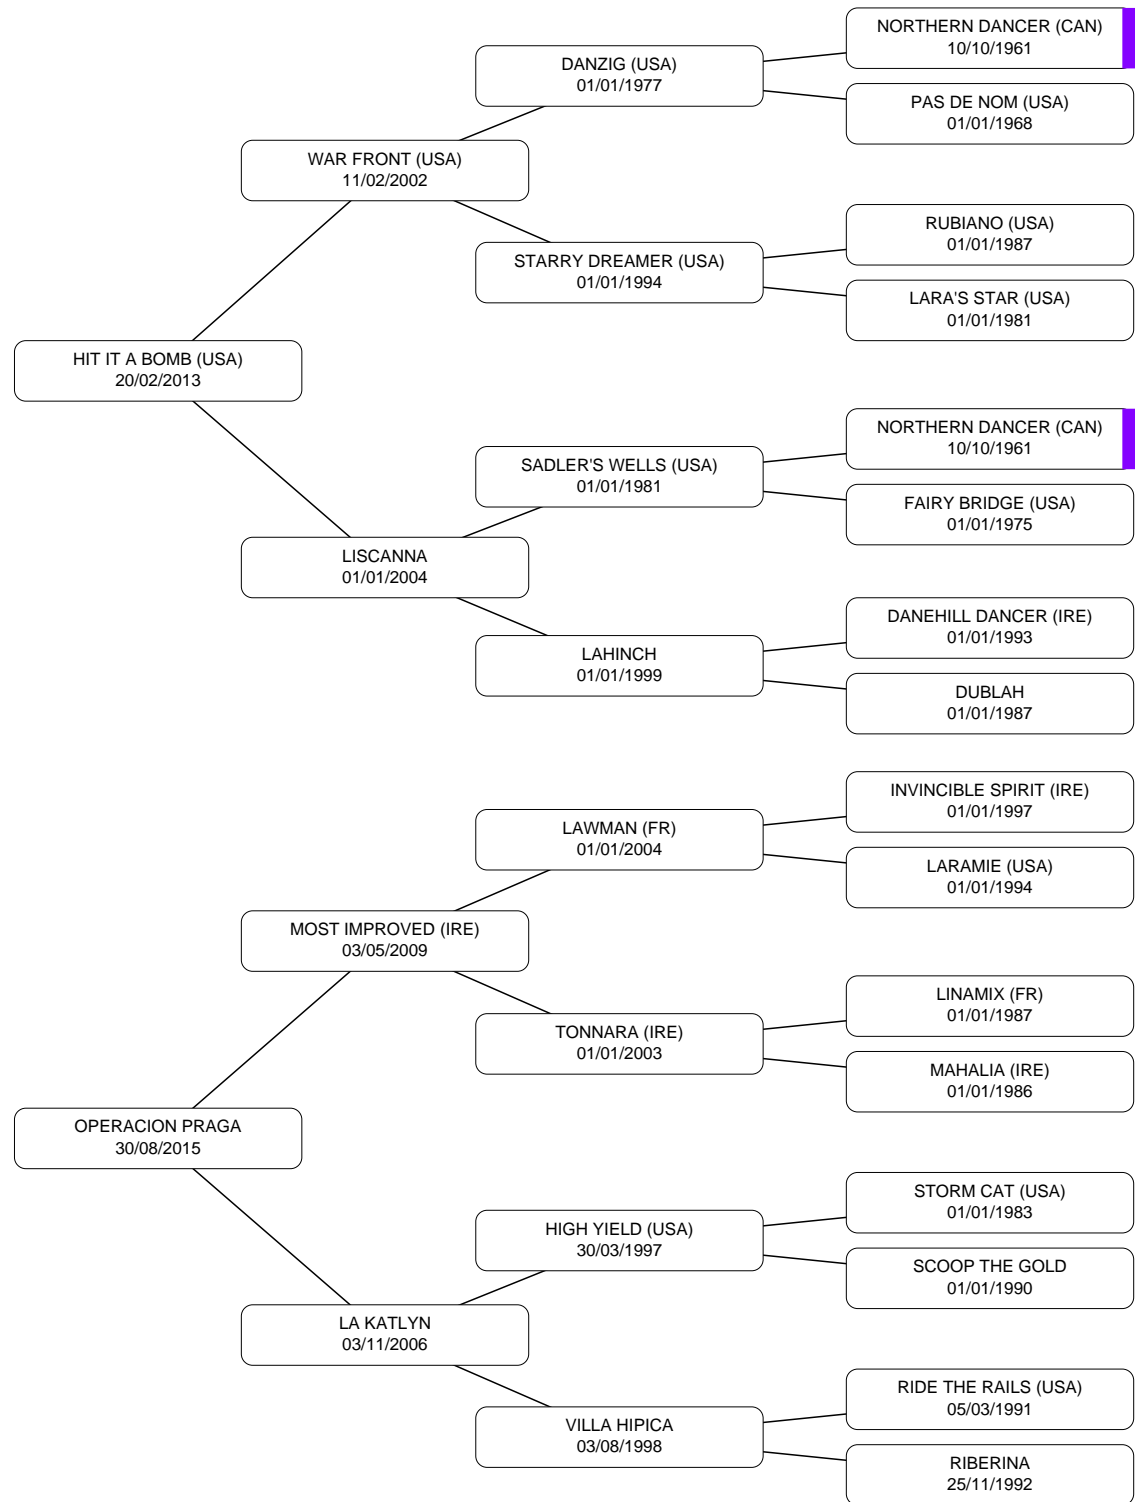 NORTHERN DANCER (CAN)
10/10/1961
DANZIG (USA)
01/01/1977
PAS DE NOM (USA)
01/01/1968
WAR FRONT (USA)
11/02/2002
RUBIANO (USA)
01/01/1987
STARRY DREAMER (USA)
01/01/1994
LARA'S STAR (USA)
01/01/1981
HIT IT A BOMB (USA)
20/02/2013
NORTHERN DANCER (CAN)
10/10/1961
SADLER'S WELLS (USA)
01/01/1981
FAIRY BRIDGE (USA)
01/01/1975
LISCANNA
01/01/2004
DANEHILL DANCER (IRE)
01/01/1993
LAHINCH
01/01/1999
DUBLAH
01/01/1987
INVINCIBLE SPIRIT (IRE)
01/01/1997
LAWMAN (FR)
01/01/2004
LARAMIE (USA)
01/01/1994
MOST IMPROVED (IRE)
03/05/2009
LINAMIX (FR)
01/01/1987
TONNARA (IRE)
01/01/2003
MAHALIA (IRE)
01/01/1986
OPERACION PRAGA
30/08/2015
STORM CAT (USA)
01/01/1983
HIGH YIELD (USA)
30/03/1997
SCOOP THE GOLD
01/01/1990
LA KATLYN
03/11/2006
RIDE THE RAILS (USA)
05/03/1991
VILLA HIPICA
03/08/1998
RIBERINA
25/11/1992